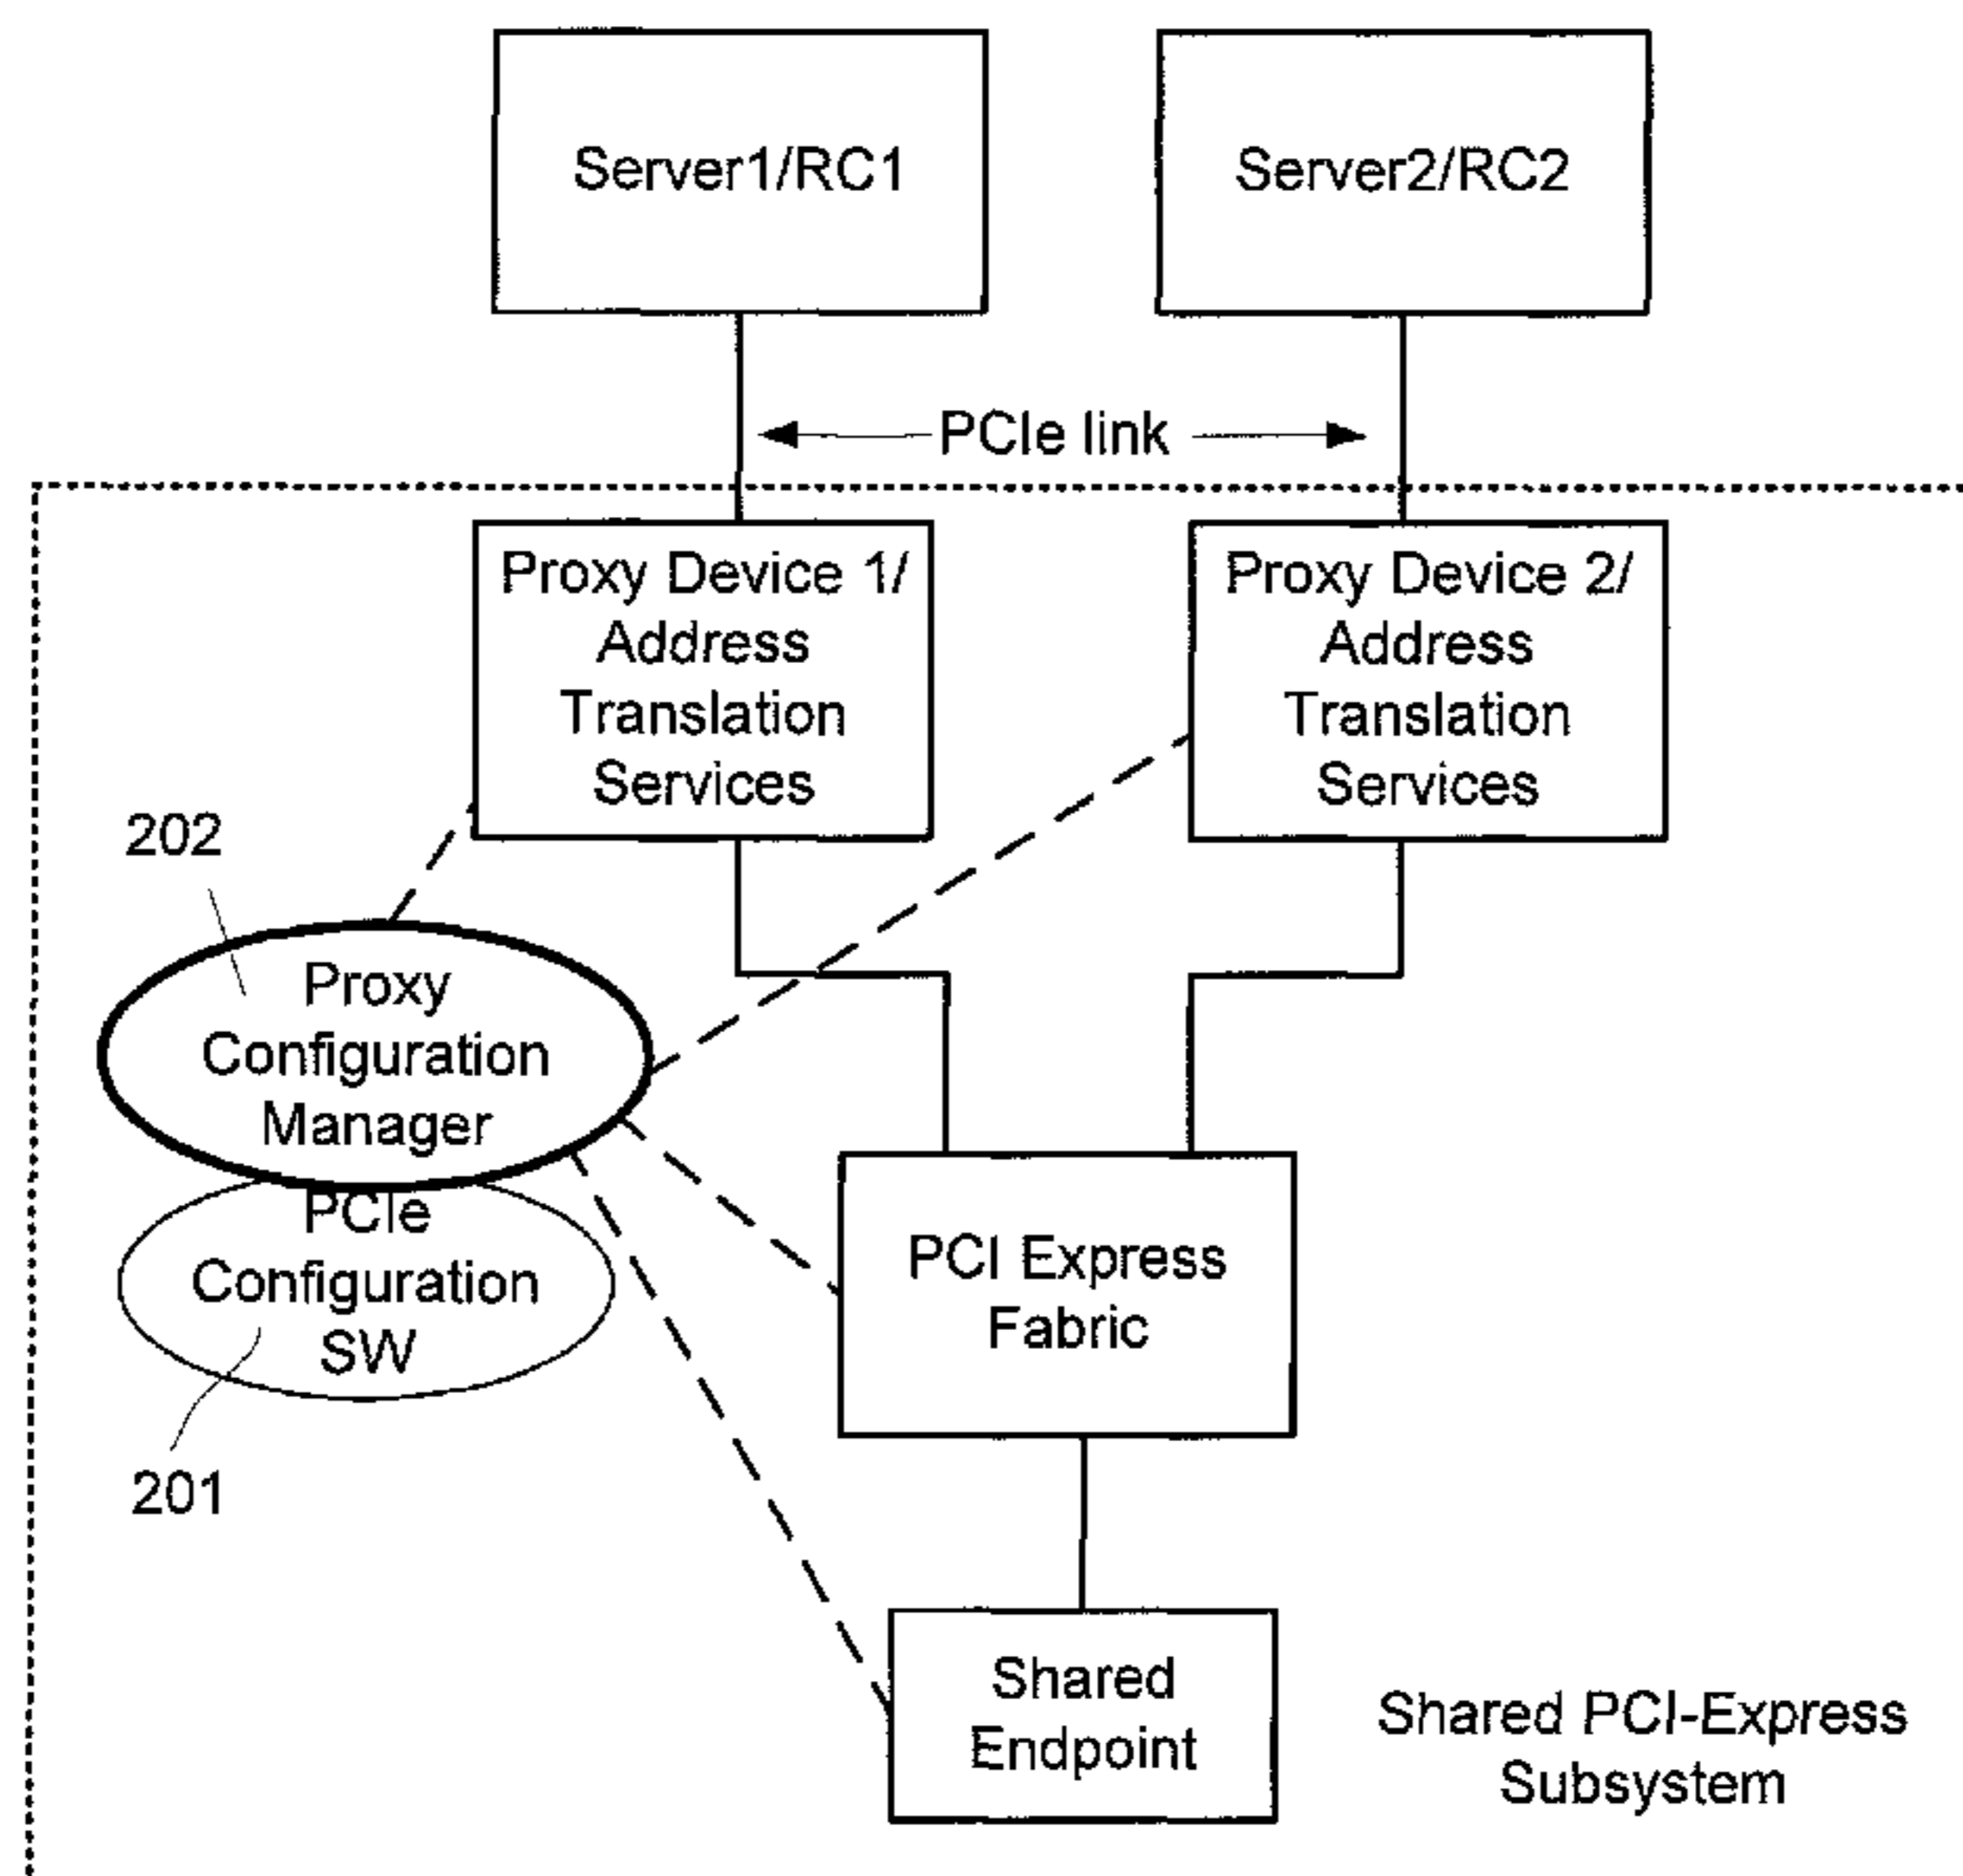 Server1/RC1
Server2/RC2
PCIe link
Proxy Device 1/
Address
Translation
Services
Proxy Device 2/
Address
Translation
Services
202
Proxy
Configuration
Manager
PCIe
Configuration
SW
201
PCI Express
Fabric
Shared
Endpoint
Shared PCI-Express
Subsystem